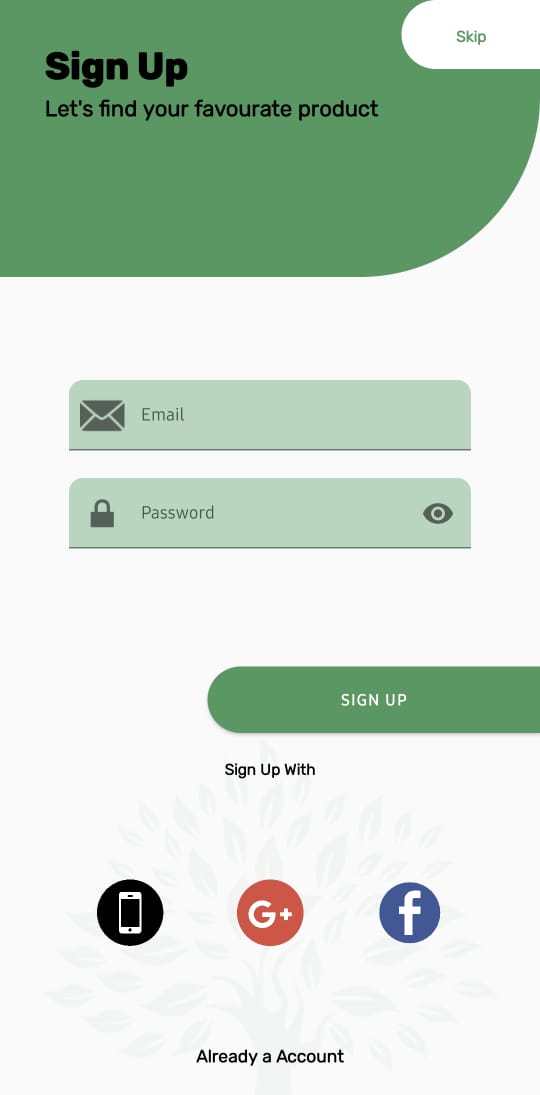 Skip
Sign Up
Let's find your favourate product
Email
Password
SIGN UP
Sign Up With
G+
f
Already a Account